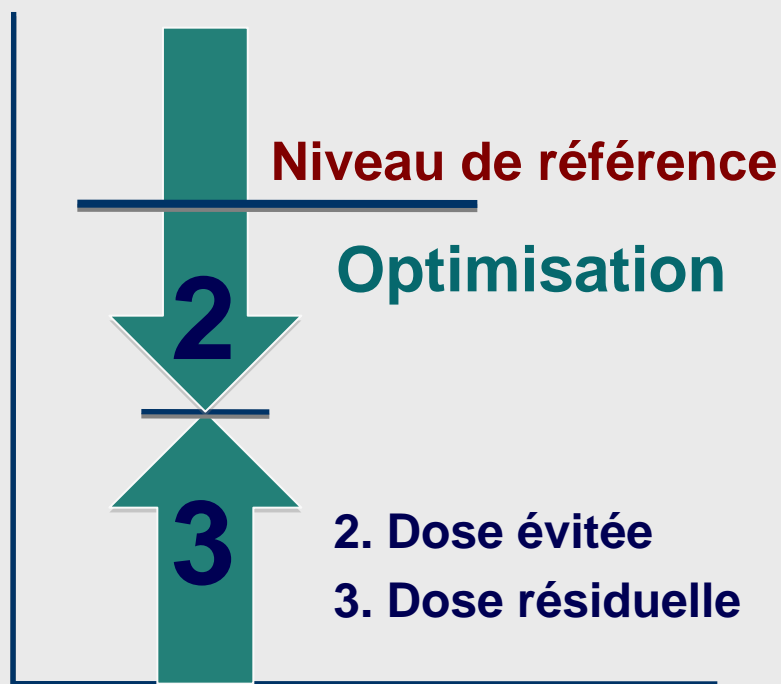 Niveau de référence
Optimisation
2
3
2. Dose évitée
3. Dose résiduelle